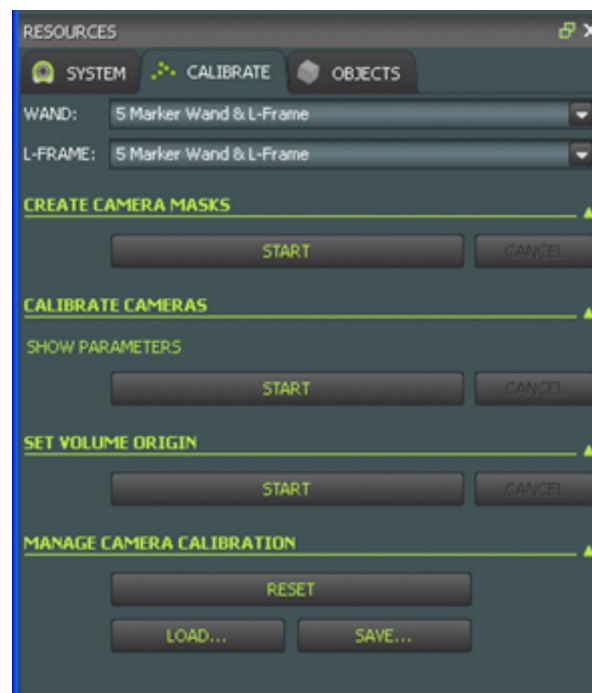 RESOURCES
SYSTEM CALIBRATE OBJECTS
WAND: 5 Marker Wand & L-Frame
L-FRAME: 5 Marker Wand & L-Frame
CREATE CAMERA MASKS
START CANCEL
CALIBRATE CAMERAS
SHOW PARAMETERS
START CANCEL
SET VOLUME ORIGIN
START CANCEL
MANAGE CAMERA CALIBRATION
RESET
LOAD... SAVE...